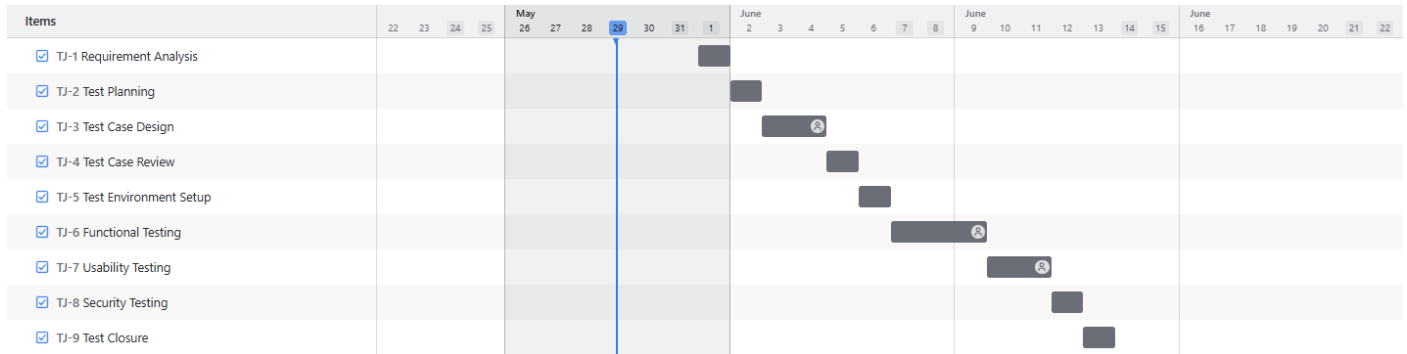 Items
May
June
June
June
22 23 24 25 26 27 28 29 30 31 1 2 3 4 5 6 7 8 9 10 11 12 13 14 15 16 17 18 19 20 21 22
TJ-1 Requirement Analysis
TJ-2 Test Planning
TJ-3 Test Case Design
TJ-4 Test Case Review
TJ-5 Test Environment Setup
TJ-6 Functional Testing
TJ-7 Usability Testing
TJ-8 Security Testing
TJ-9 Test Closure